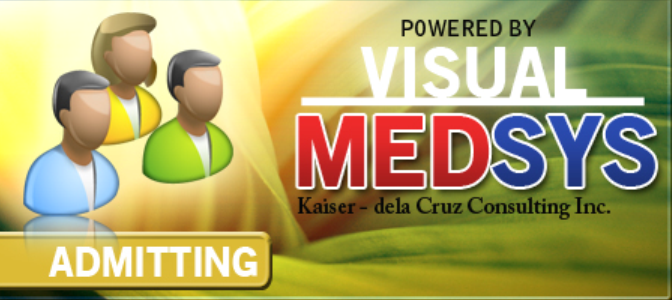 POWERED BY
VISUAL
MEDSYS
Kaiser - dela Cruz Consulting Inc.
ADMITTING